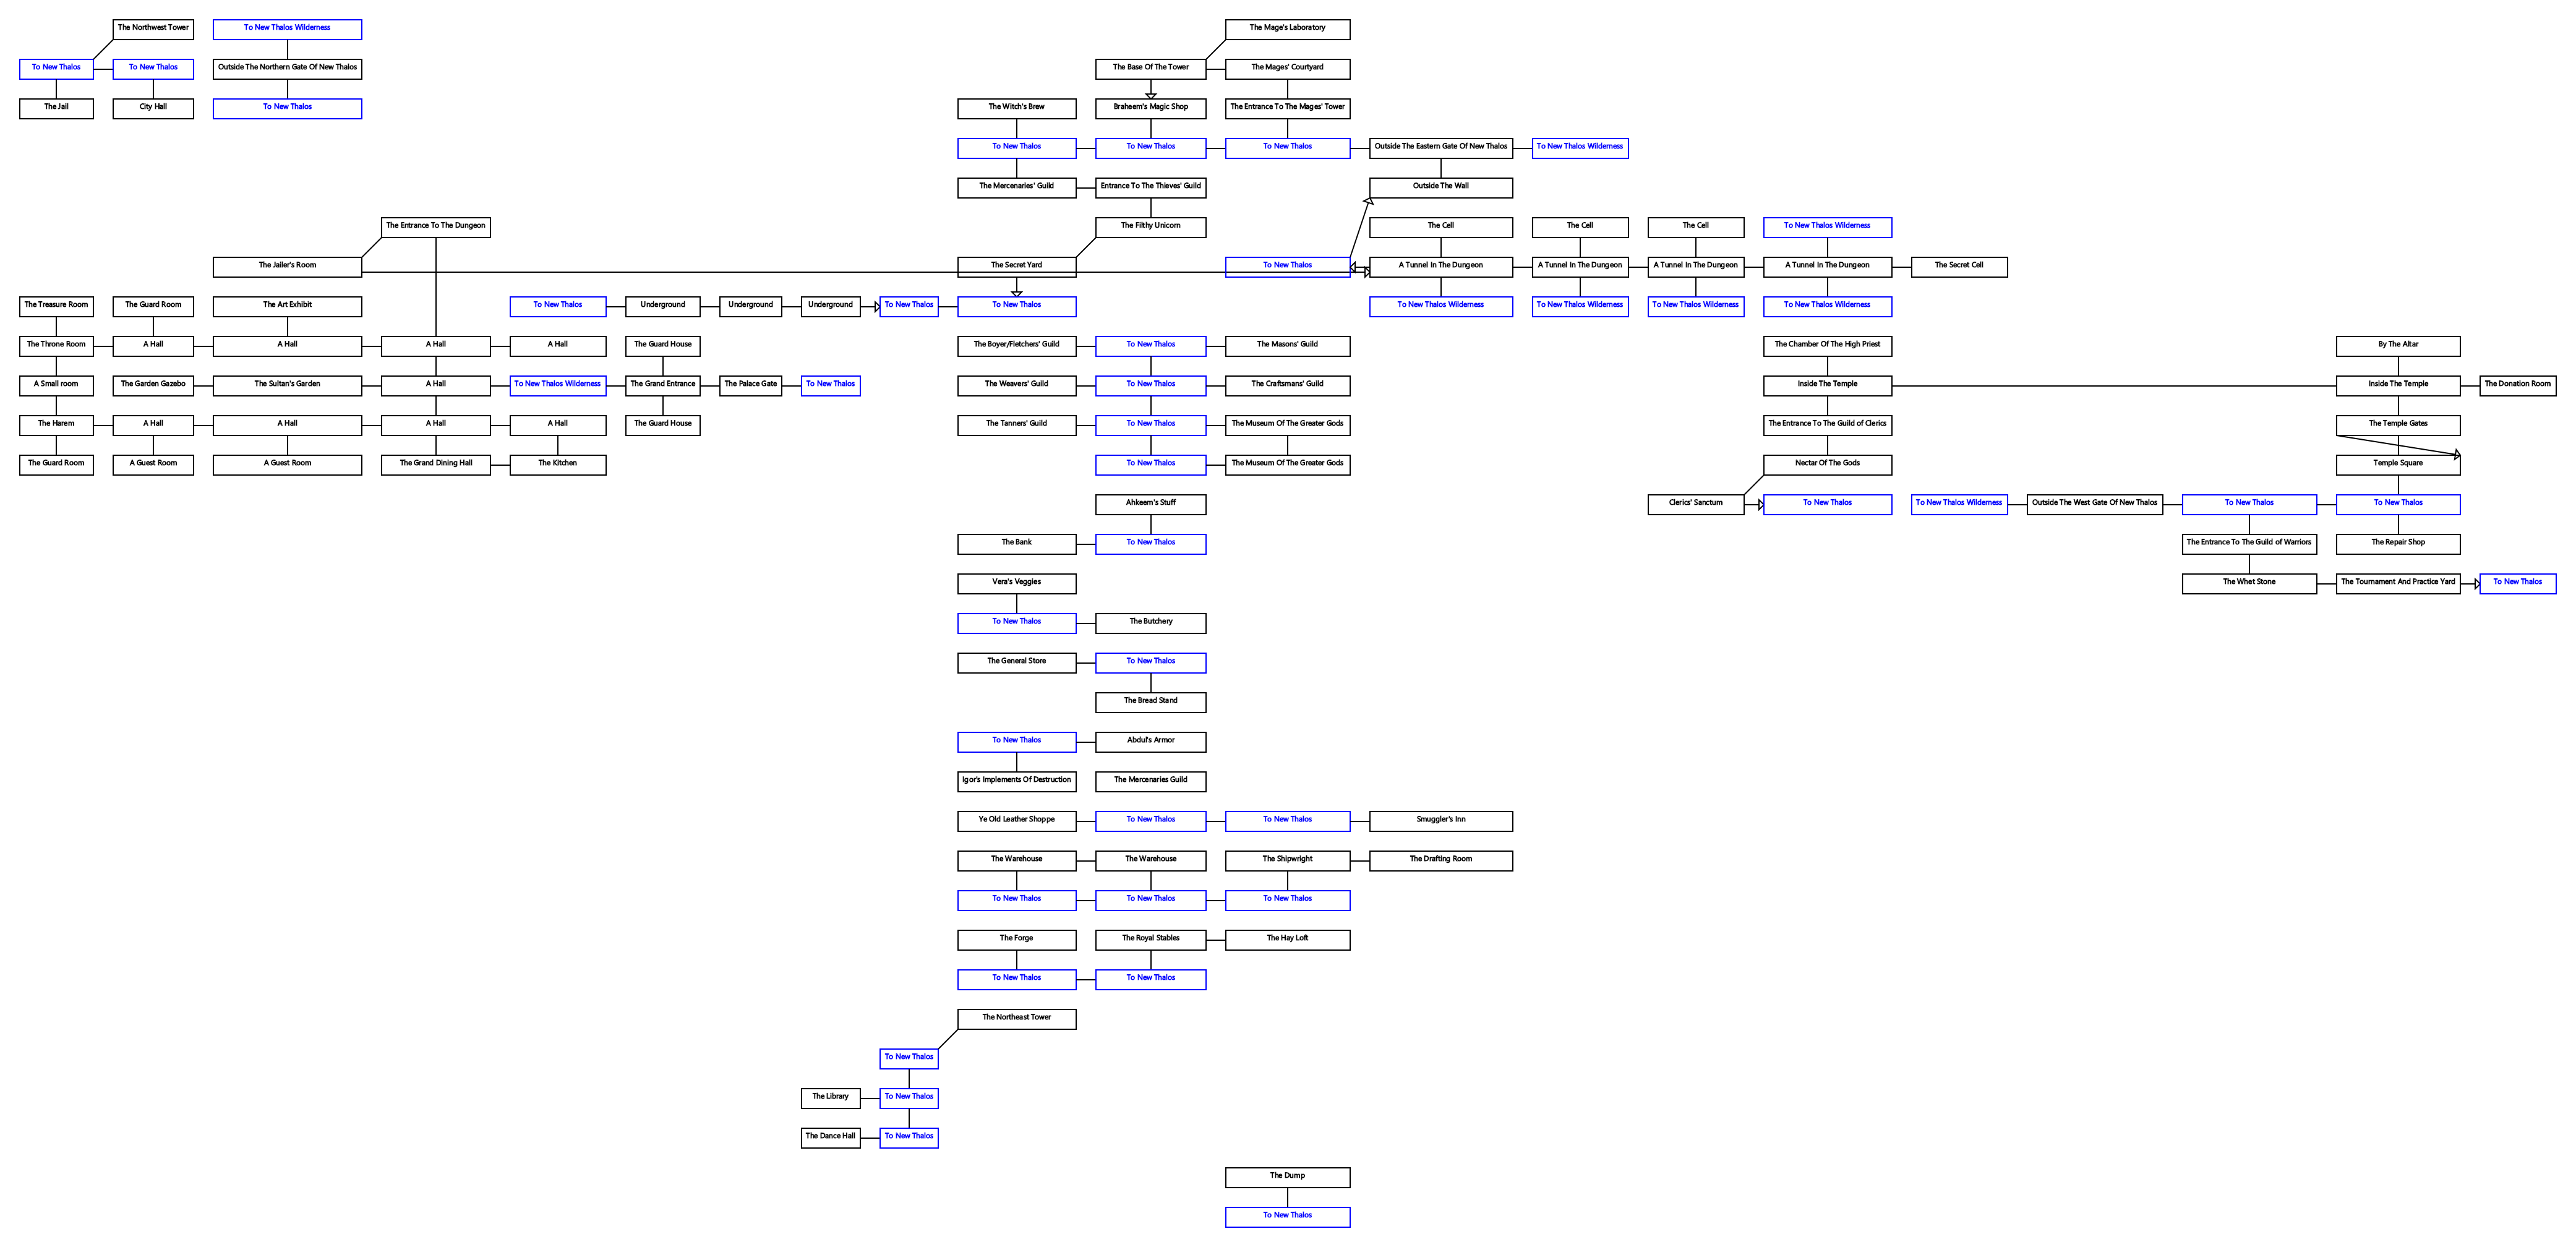 The Northwest Tower
To New Thalos Wilderness
The Mage's Laboratory
To New Thalos
To New Thalos
Outside The Northern Gate Of New Thalos
The Base Of The Tower
The Mages' Courtyard
The Jail
City Hall
To New Thalos
The Witch's Brew
Braheem's Magic Shop
The Entrance To The Mages' Tower
To New Thalos
To New Thalos
To New Thalos
Outside The Eastern Gate Of New Thalos
To New Thalos Wilderness
The Mercenaries' Guild
Entrance To The Thieves' Guild
Outside The Wall
The Entrance To The Dungeon
The Filthy Unicorn
The Cell
The Cell
The Cell
To New Thalos Wilderness
The Jailer's Room
The Secret Yard
To New Thalos
A Tunnel In The Dungeon
A Tunnel In The Dungeon
A Tunnel In The Dungeon
A Tunnel In The Dungeon
The Secret Cell
The Treasure Room
The Guard Room
The Art Exhibit
To New Thalos
Underground
Underground
Underground
To New Thalos
To New Thalos
To New Thalos Wilderness
To New Thalos Wilderness
To New Thalos Wilderness
To New Thalos Wilderness
The Throne Room
A Hall
A Hall
A Hall
A Hall
The Guard House
The Boyer/Fletchers' Guild
To New Thalos
The Masons' Guild
The Chamber Of The High Priest
By The Altar
A Small room
The Garden Gazebo
The Sultan's Garden
A Hall
To New Thalos Wilderness
The Grand Entrance
The Palace Gate
To New Thalos
The Weavers' Guild
To New Thalos
The Craftsmans' Guild
Inside The Temple
Inside The Temple
The Donation Room
The Harem
A Hall
A Hall
A Hall
A Hall
The Guard House
The Tanners' Guild
To New Thalos
The Museum Of The Greater Gods
The Entrance To The Guild of Clerics
The Temple Gates
The Guard Room
A Guest Room
A Guest Room
The Grand Dining Hall
The Kitchen
To New Thalos
The Museum Of The Greater Gods
Nectar Of The Gods
Temple Square
Ahkeem's Stuff
Clerics' Sanctum
To New Thalos
To New Thalos Wilderness
Outside The West Gate Of New Thalos
To New Thalos
To New Thalos
The Bank
To New Thalos
The Entrance To The Guild of Warriors
The Repair Shop
Vera's Veggies
The Whet Stone
The Tournament And Practice Yard
To New Thalos
To New Thalos
The Butchery
The General Store
To New Thalos
The Bread Stand
To New Thalos
Abdul's Armor
Igor's Implements Of Destruction
The Mercenaries Guild
Ye Old Leather Shoppe
To New Thalos
To New Thalos
Smuggler's Inn
The Warehouse
The Warehouse
The Shipwright
The Drafting Room
To New Thalos
To New Thalos
To New Thalos
The Forge
The Royal Stables
The Hay Loft
To New Thalos
To New Thalos
The Northeast Tower
To New Thalos
The Library
To New Thalos
The Dance Hall
To New Thalos
The Dump
To New Thalos